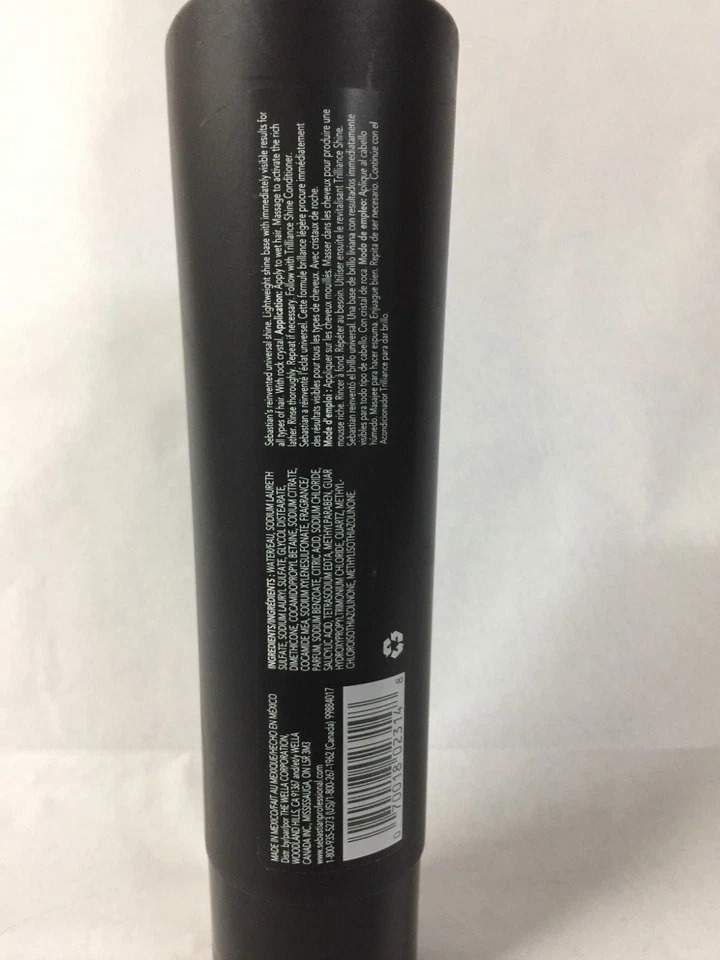 Sebastian's reinvented universal shine. Lightweight shine base with immediately visible results for
all types of hair. With rock crystal. Application: Apply to wet hair. Massage to activate the rich
lather. Rinse thoroughly. Repeat if necessary. Follow with Trilliance Shine Conditioner.
Sebastian a réinventé l'éclat universel. Cette formule brillance légère procure immédiatement
des résultats visibles pour tous les types de cheveux. Avec cristaux de roche.
Mode d'emploi : Appliquer sur les cheveux mouillés. Masser dans les cheveux pour produire une
mousse riche. Rincer à fond. Répéter au besoin. Utiliser ensuite le revitalisant Trilliance Shine.
Sebastian reinventó el brillo universal. Una base de brillo liviana con resultados inmediatamente
visibles para todo tipo de cabello. Con cristal de roca. Modo de empleo: Aplique al cabello
húmedo. Masajee para hacer espuma. Enjuague bien. Repita de ser necesario. Continúe con el
Acondicionador Trilliance para dar brillo.
INGREDIENTS/INGRÉDIENTS : WATER/EAU, SODIUM LAURETH
SULFATE, SODIUM LAURYL SULFATE, GLYCOL DISTEARATE,
DIMETHICONE, COCAMIDOPROPYL BETAINE, SODIUM CITRATE,
COCAMIDE MEA, SODIUM XYLENESULFONATE, FRAGRANCE/
PARFUM, SODIUM BENZOATE, CITRIC ACID, SODIUM CHLORIDE,
SALICYLIC ACID, TETRASODIUM EDTA, METHYLPARABEN, GUAR
HYDROXYPROPYLTRIMONIUM CHLORIDE, QUARTZ, METHYL-
CHLOROISOTHIAZOLINONE, METHYLISOTHIAZOLINONE.
MADE IN MEXICO/FAIT AU MEXIQUE/HECHO EN MÉXICO
Distr. by/par/por THE WELLA CORPORATION,
WOODLAND HILLS, CA 91367 and/et/y WELLA
CANADA INC., MISSISSAUGA, ON L5R 3M3
www.sebastianprofessional.com
1-800-935-5273 (US)/1-800-267-1962 (Canada) 99884017
0 70018 02314 8